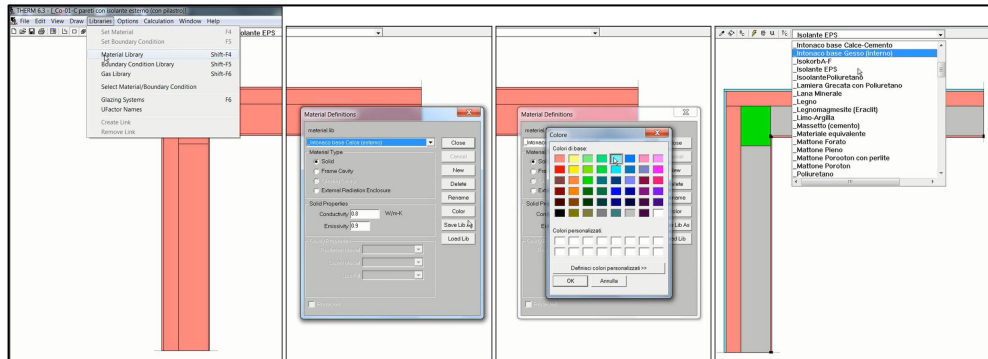 THERM 6.3 - [_Co-01-C pareti con isolante esterno (con pilastro)]
File Edit View Draw Libraries Options Calculation Window Help
Set Material F4
Set Boundary Condition F5
Material Library Shift-F4
Boundary Condition Library Shift-F5
Gas Library Shift-F6
Select Material/Boundary Condition
Glazing Systems F6
UFactor Names
Create Link
Remove Link
olante EPS
Material Definitions
material.lib
_Intonaco base Calce (esterno)
Close
Material Type
Solid
Cancel
Frame Cavity
New
Delete
External Radiation Enclosure
Rename
Solid Properties
Color
Conductivity 0.8 W/m-K
Save Lib As
Emissivity 0.9
Load Lib
Material Definitions
Colore
Colori di base:
Colori personalizzati:
Definisci colori personalizzati >>
OK Annulla
Isolante EPS
_Intonaco base Calce-Cemento
_Intonaco base Gesso (interno)
_IsokorbA-F
_Isolante EPS
_IsoolantePoliuretano
_Lamiera Grecata con Poliuretano
_Lana Minerale
_Legno
_Legnomagnesite (Eraclit)
_Limo-Argilla
_Massetto (cemento)
_Materiale equivalente
_Mattone Forato
_Mattone Pieno
_Mattone Porooton con perlite
_Mattone Poroton
_Poliuretano